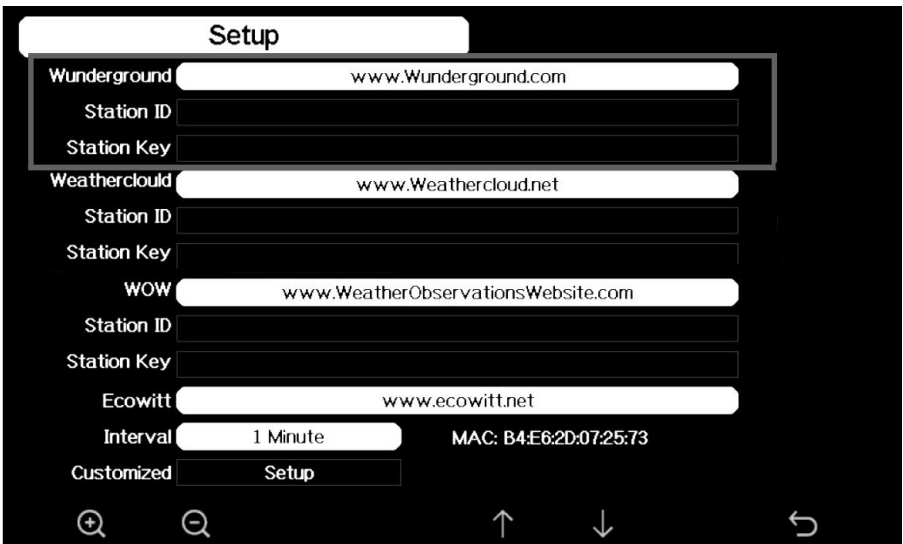 Setup
Wunderground www.Wunderground.com
Station ID
Station Key
Weatherclould www.Weathercloud.net
Station ID
Station Key
WOW www.WeatherObservationsWebsite.com
Station ID
Station Key
Ecowitt www.ecowitt.net
Interval 1 Minute MAC: B4:E6:2D:07:25:73
Customized Setup